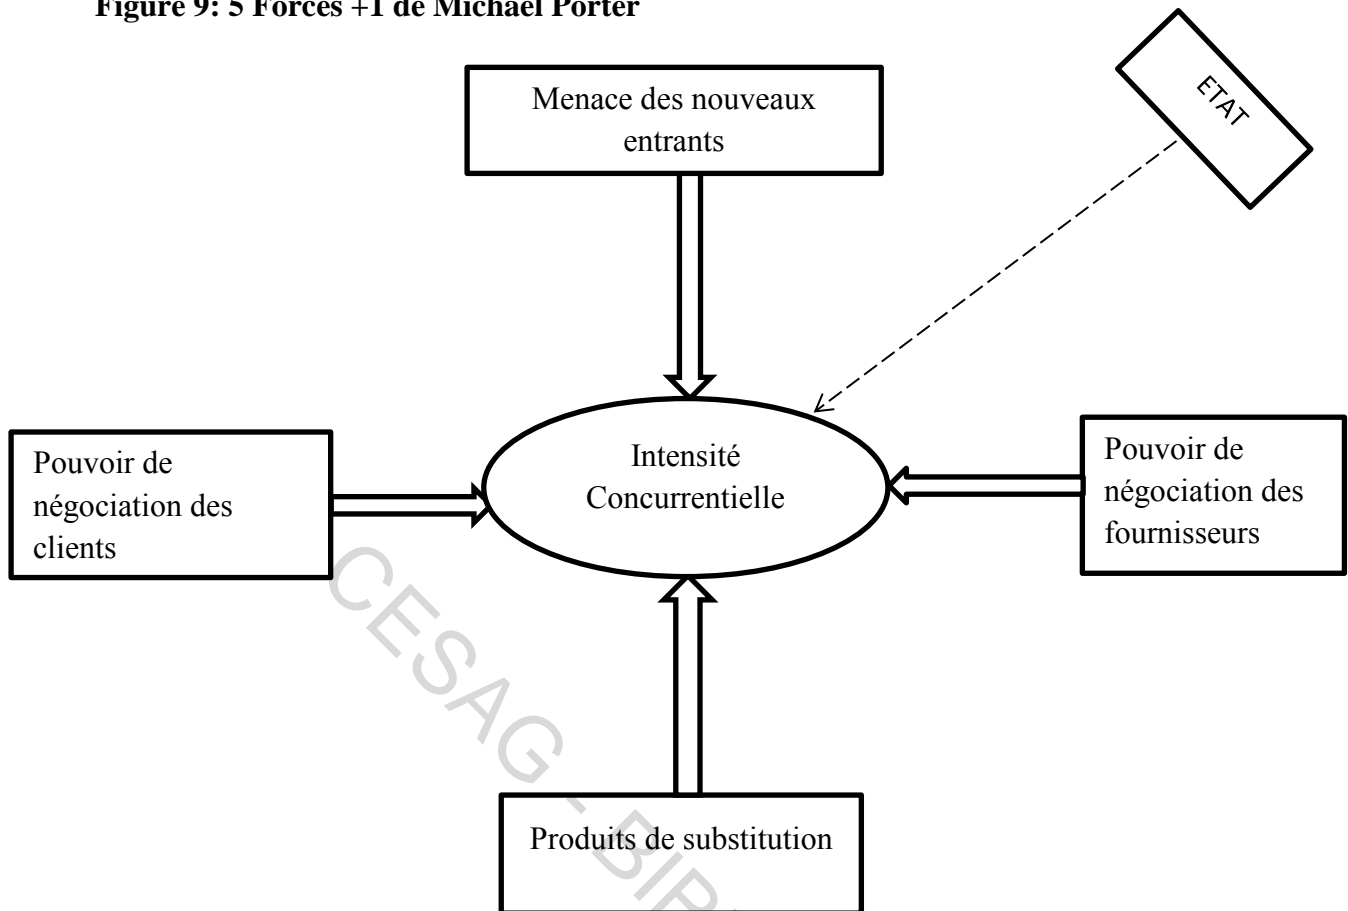 Figure 9: 5 Forces +1 de Michael Porter
ETAT
Menace des nouveaux
entrants
Intensité
Concurrentielle
Pouvoir de
négociation des
clients
Pouvoir de
négociation des
fournisseurs
Produits de substitution
CESAG -